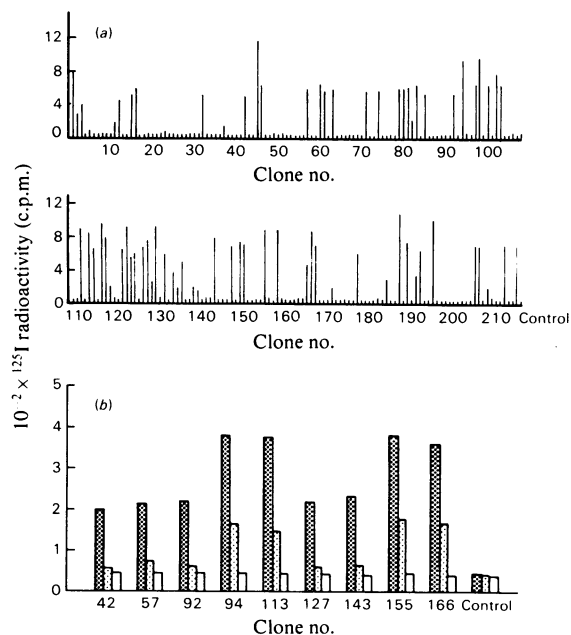 (a)
12
8
4
0
10 20 30 40 50 60 70 80 90 100
Clone no.
12
8
4
0
110 120 130 140 150 160 170 180 190 200 210 Control
Clone no.
10⁻² × ¹²⁵I radioactivity (c.p.m.)
(b)
5
4
3
2
1
0
42 57 92 94 113 127 143 155 166 Control
Clone no.